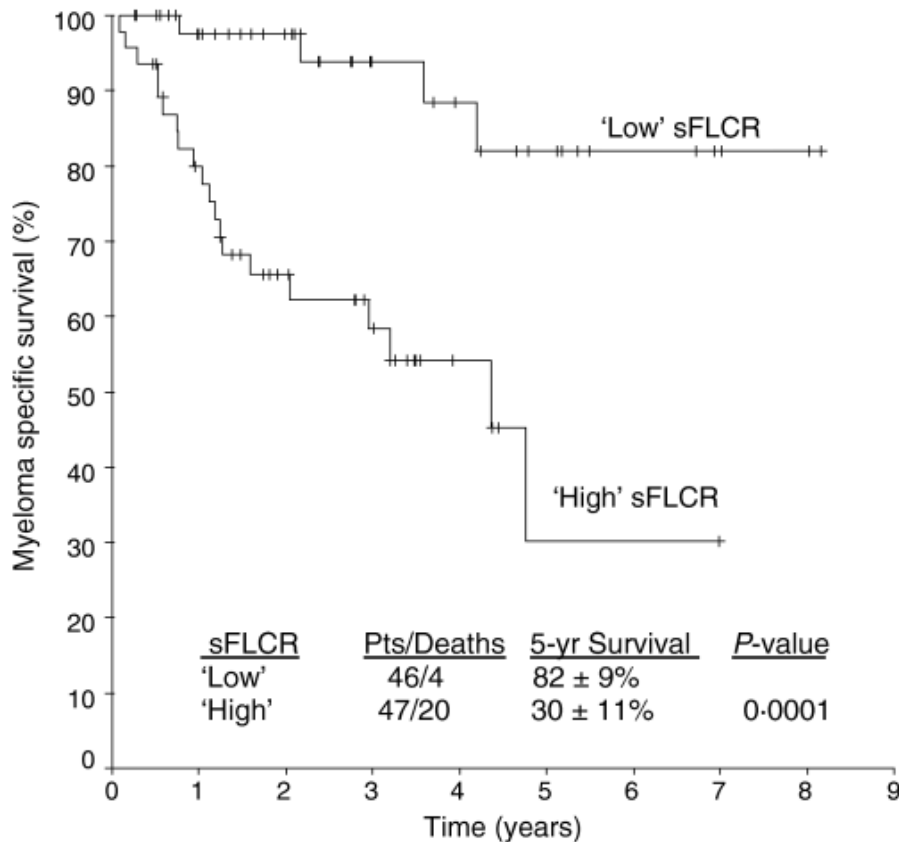 Myeloma specific survival (%)
100
90
80
70
60
50
40
30
20
10
0
'Low' sFLCR
'High' sFLCR
sFLCR Pts/Deaths 5-yr Survival P-value
'Low' 46/4 82 ± 9%
'High' 47/20 30 ± 11% 0·0001
0 1 2 3 4 5 6 7 8 9
Time (years)